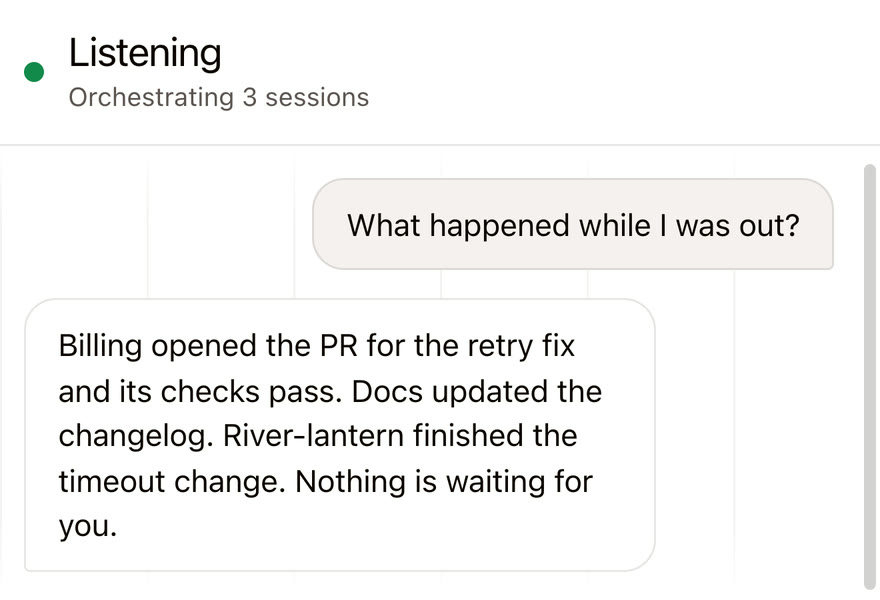 Listening
Orchestrating 3 sessions
What happened while I was out?
Billing opened the PR for the retry fix
and its checks pass. Docs updated the
changelog. River-lantern finished the
timeout change. Nothing is waiting for
you.